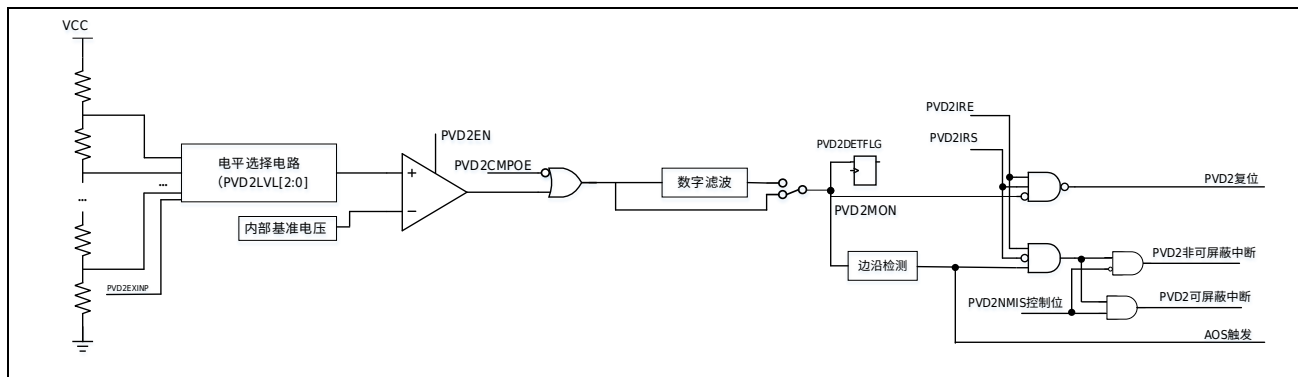 VCC
PVD2IRE
PVD2EN
PVD2IRS
PVD2DETFLG
电平选择电路
（PVD2LVL[2:0]
PVD2CMPOE
+
数字滤波
...
PVD2复位
...
−
PVD2MON
内部基准电压
PVD2非可屏蔽中断
边沿检测
PVD2EXINP
PVD2NMIS控制位
PVD2可屏蔽中断
AOS触发